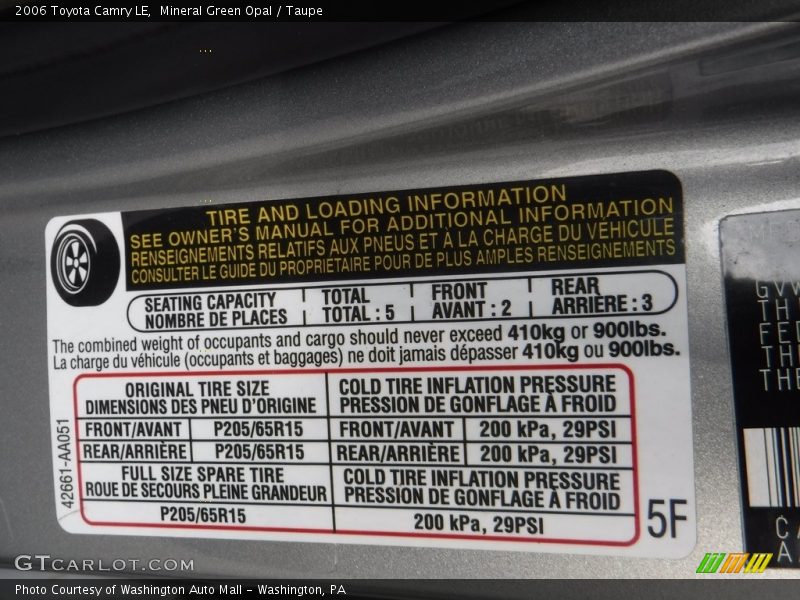 2006 Toyota Camry LE, Mineral Green Opal / Taupe
TIRE AND LOADING INFORMATION
SEE OWNER'S MANUAL FOR ADDITIONAL INFORMATION
RENSEIGNEMENTS RELATIFS AUX PNEUS ET À LA CHARGE DU VÉHICULE
CONSULTER LE GUIDE DU PROPRIETAIRE POUR DE PLUS AMPLES RENSEIGNEMENTS
SEATING CAPACITY TOTAL FRONT REAR
NOMBRE DE PLACES TOTAL : 5 AVANT : 2 ARRIÈRE : 3
The combined weight of occupants and cargo should never exceed 410kg or 900lbs.
La charge du véhicule (occupants et baggages) ne doit jamais dépasser 410kg ou 900lbs.
ORIGINAL TIRE SIZE COLD TIRE INFLATION PRESSURE
DIMENSIONS DES PNEU D'ORIGINE PRESSION DE GONFLAGE À FROID
FRONT/AVANT P205/65R15 FRONT/AVANT 200 kPa, 29PSI
REAR/ARRIÈRE P205/65R15 REAR/ARRIÈRE 200 kPa, 29PSI
FULL SIZE SPARE TIRE COLD TIRE INFLATION PRESSURE
ROUE DE SECOURS PLEINE GRANDEUR PRESSION DE GONFLAGE À FROID
P205/65R15 200 kPa, 29PSI
42661-AA051
5F
GVW
TH
FED
THE
CA
A
GTCARLOT.COM
Photo Courtesy of Washington Auto Mall - Washington, PA